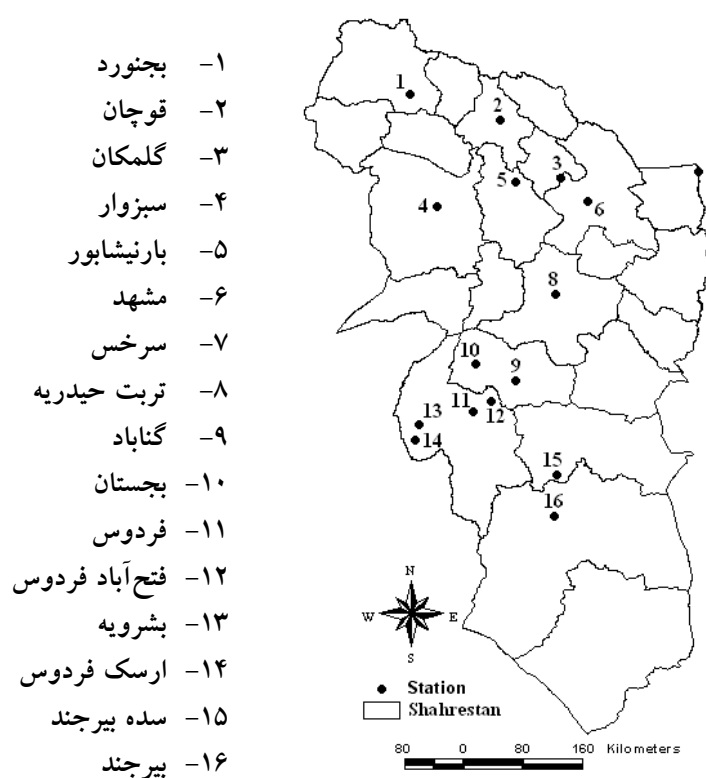 ۱- بجنورد
۲- قوچان
۳- گلمکان
۴- سبزوار
۵- بارنیشابور
۶- مشهد
۷- سرخس
۸- تربت حیدریه
۹- گناباد
۱۰- بجستان
۱۱- فردوس
۱۲- فتح‌آباد فردوس
۱۳- بشرویه
۱۴- ارسک فردوس
۱۵- سده بیرجند
۱۶- بیرجند
1
2
3
5
4
6
8
10
9
11
12
13
14
15
16
N
W E
S
Station
Shahrestan
80 0 80 160 Kilometers